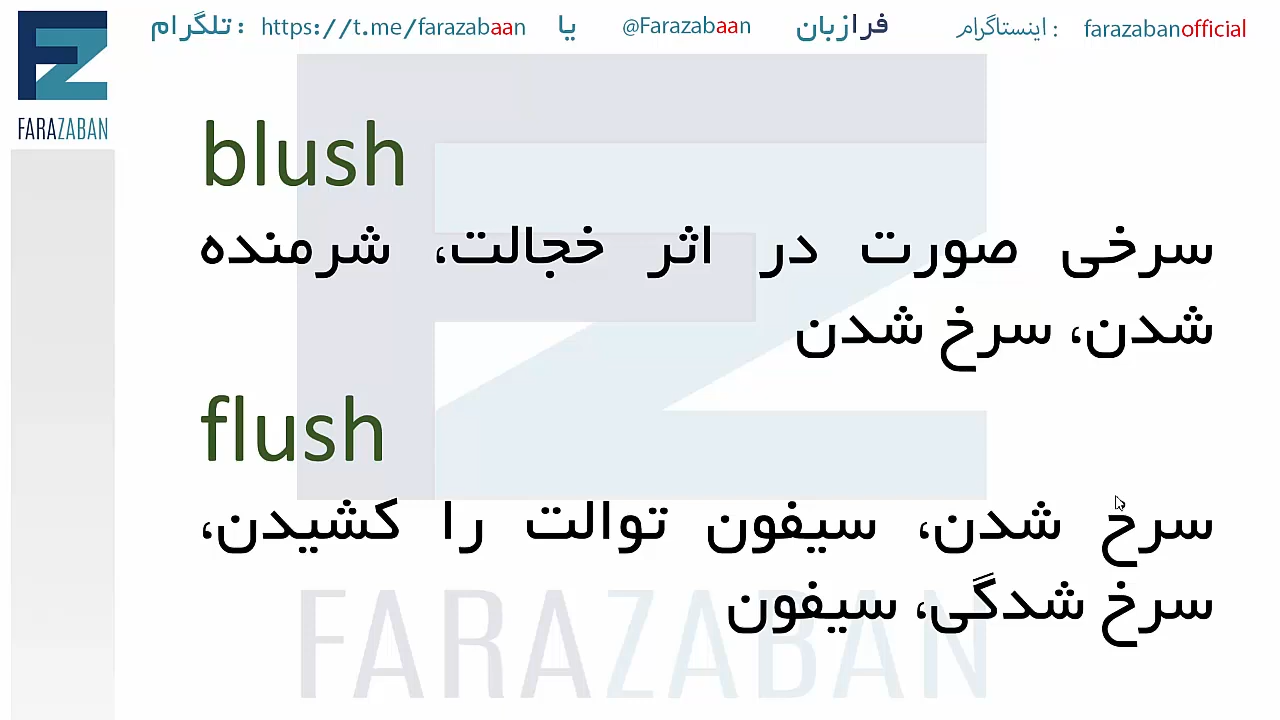 تلگرام : https://t.me/farazabaan یا @Farazabaan فرازبان اینستاگرام : farazabanofficial
FARAZABAN
blush
سرخی صورت در اثر خجالت، شرمنده
شدن، سرخ شدن
flush
سرخ شدن، سیفون توالت را کشیدن،
سرخ شدگی، سیفون
FARAZABAN